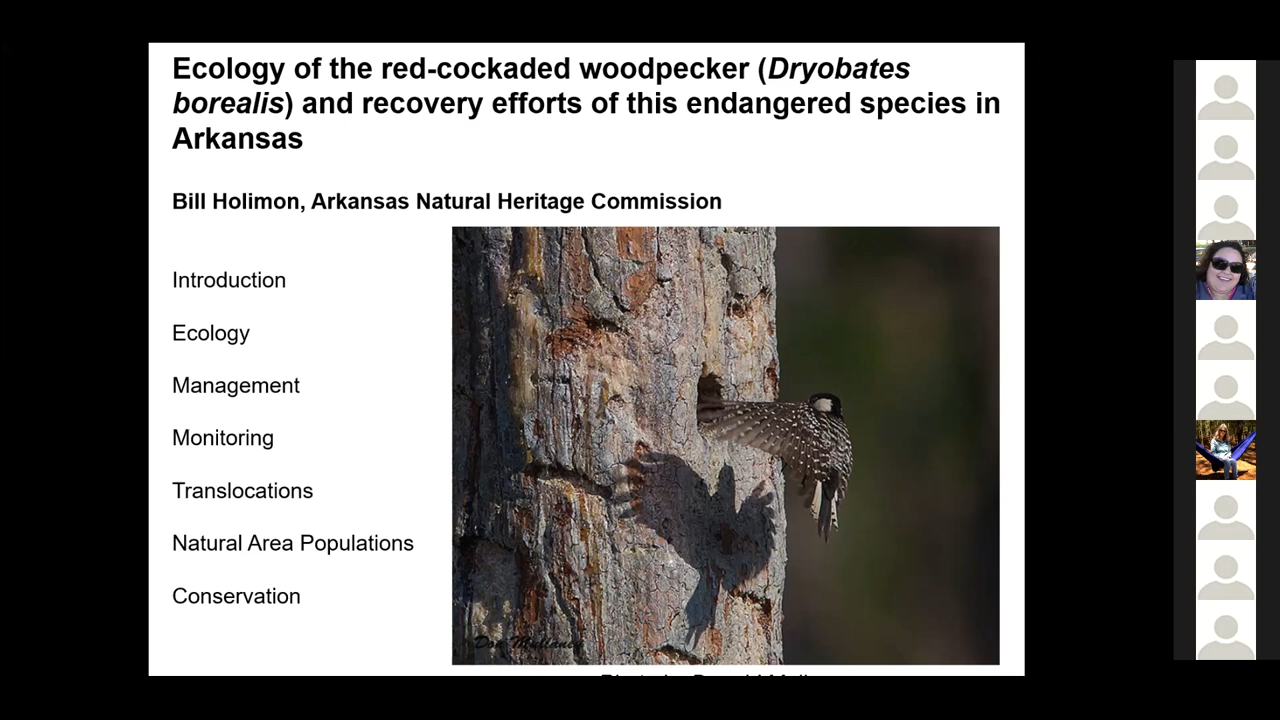 Ecology of the red-cockaded woodpecker (Dryobates
borealis) and recovery efforts of this endangered species in
Arkansas
Bill Holimon, Arkansas Natural Heritage Commission
Introduction
Ecology
Management
Monitoring
Translocations
Natural Area Populations
Conservation